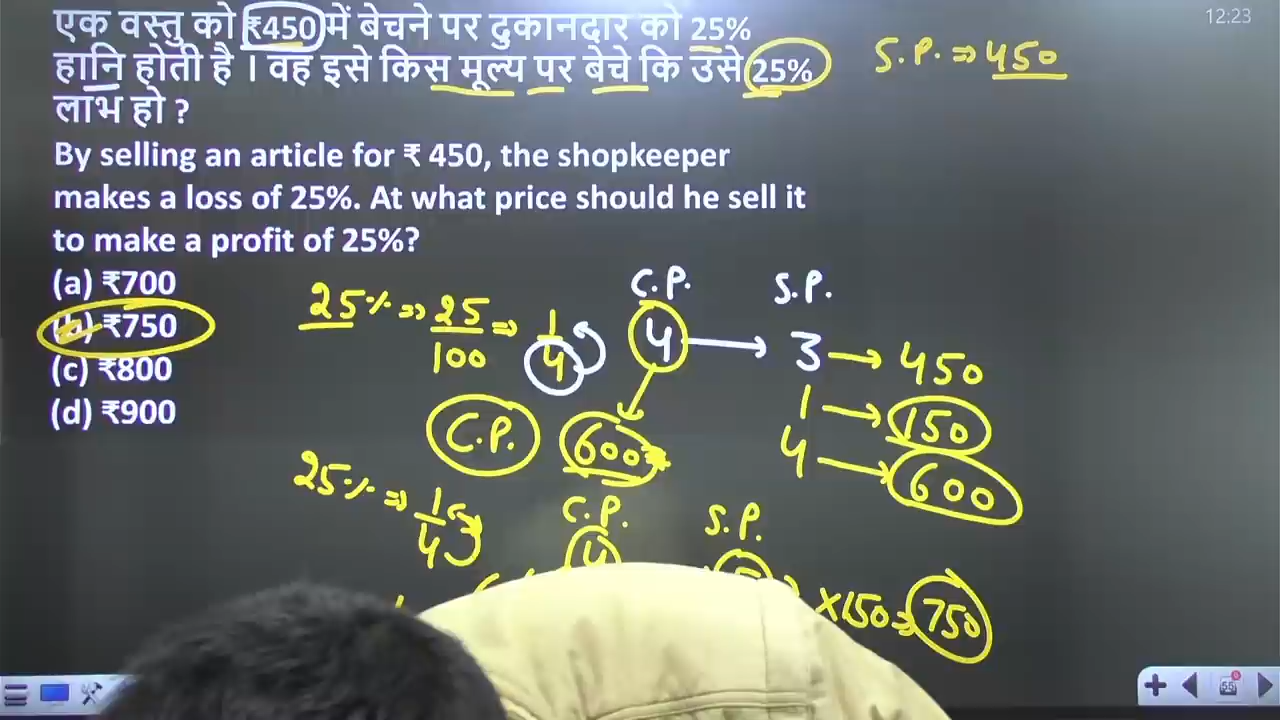 12:23
एक वस्तु को ₹450 में बेचने पर दुकानदार को 25%
हानि होती है । वह इसे किस मूल्य पर बेचे कि उसे 25%
लाभ हो ?
S.P. ⇒ 450
By selling an article for ₹ 450, the shopkeeper
makes a loss of 25%. At what price should he sell it
to make a profit of 25%?
(a) ₹700
(b) ₹750
(c) ₹800
(d) ₹900
25% ⇒ 25/100 ⇒ 1/4
C.P. S.P.
4 → 3 → 450
1 → 150
4 → 600
C.P. 600
25% ⇒ 1/4
C.P. S.P.
4
×150 ⇒ 750